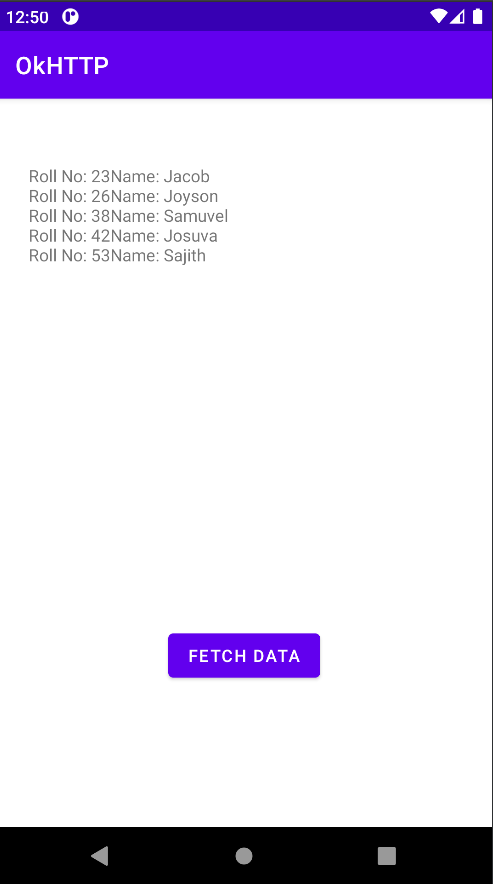 12:50
OkHTTP
Roll No: 23Name: Jacob
Roll No: 26Name: Joyson
Roll No: 38Name: Samuvel
Roll No: 42Name: Josuva
Roll No: 53Name: Sajith
FETCH DATA